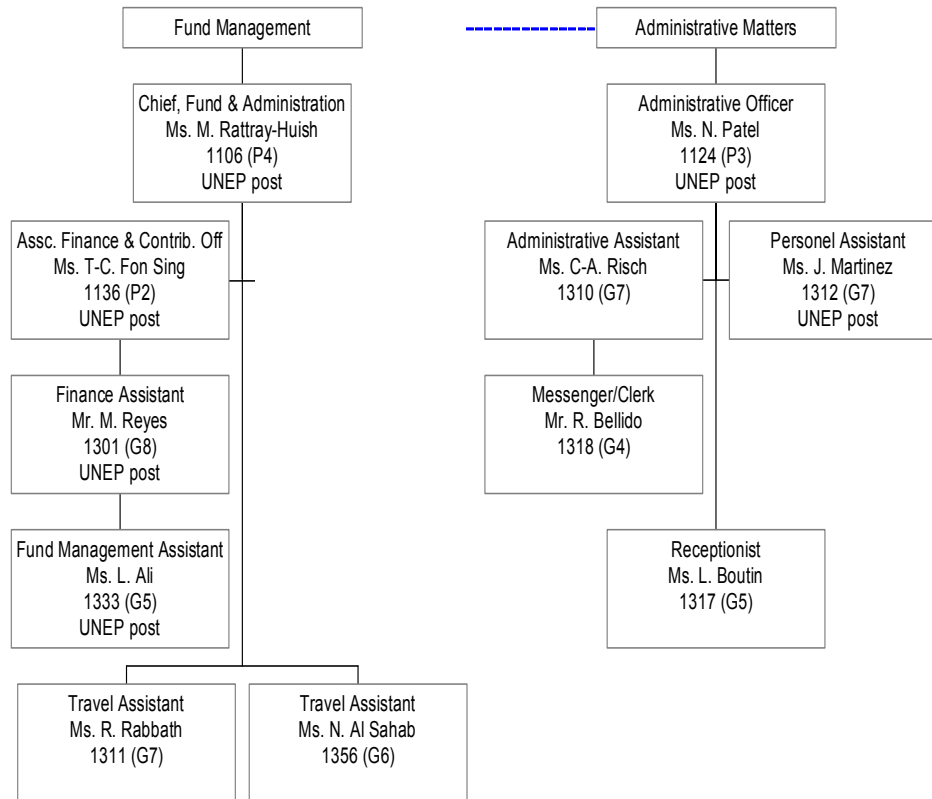 Fund Management
Administrative Matters
Chief, Fund & Administration
Ms. M. Rattray-Huish
1106 (P4)
UNEP post
Administrative Officer
Ms. N. Patel
1124 (P3)
UNEP post
Assc. Finance & Contrib. Off
Ms. T-C. Fon Sing
1136 (P2)
UNEP post
Administrative Assistant
Ms. C-A. Risch
1310 (G7)
Personel Assistant
Ms. J. Martinez
1312 (G7)
UNEP post
Finance Assistant
Mr. M. Reyes
1301 (G8)
UNEP post
Messenger/Clerk
Mr. R. Bellido
1318 (G4)
Fund Management Assistant
Ms. L. Ali
1333 (G5)
UNEP post
Receptionist
Ms. L. Boutin
1317 (G5)
Travel Assistant
Ms. R. Rabbath
1311 (G7)
Travel Assistant
Ms. N. Al Sahab
1356 (G6)